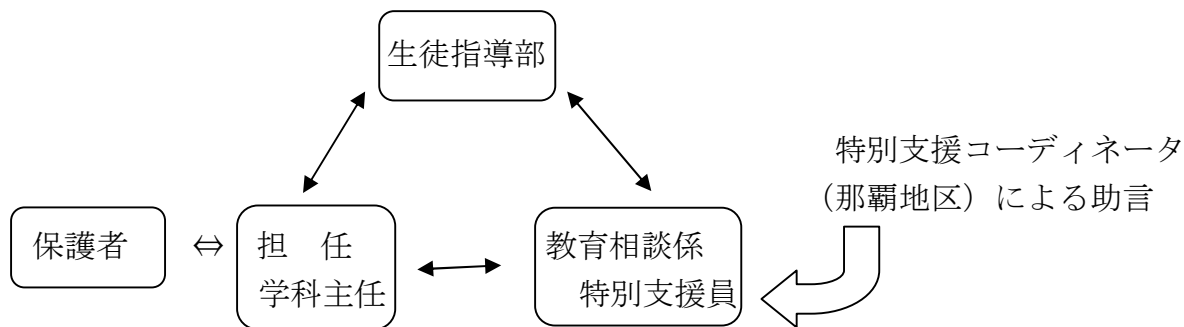 生徒指導部
特別支援コーディネータ
（那覇地区）による助言
保護者 ⇔ 担　任
学科主任
教育相談係
特別支援員